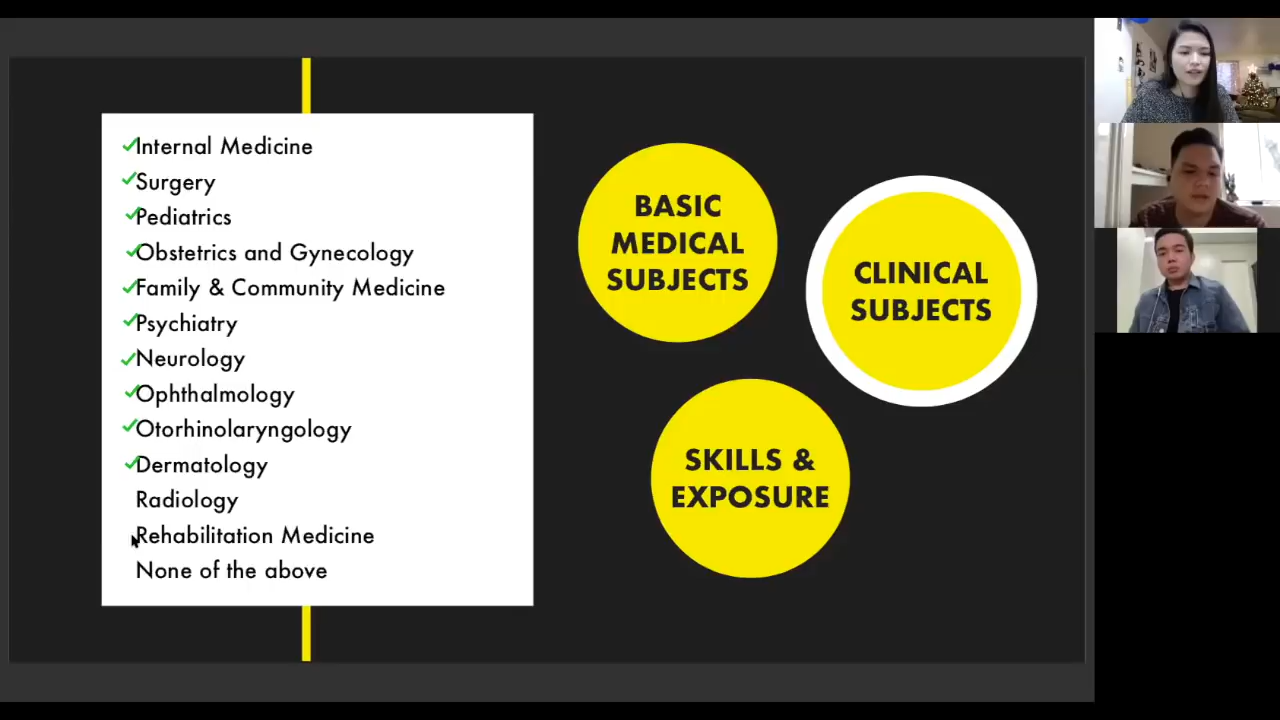 Internal Medicine
Surgery
Pediatrics
Obstetrics and Gynecology
Family & Community Medicine
Psychiatry
Neurology
Ophthalmology
Otorhinolaryngology
Dermatology
Radiology
Rehabilitation Medicine
None of the above
BASIC
MEDICAL
SUBJECTS
CLINICAL
SUBJECTS
SKILLS &
EXPOSURE